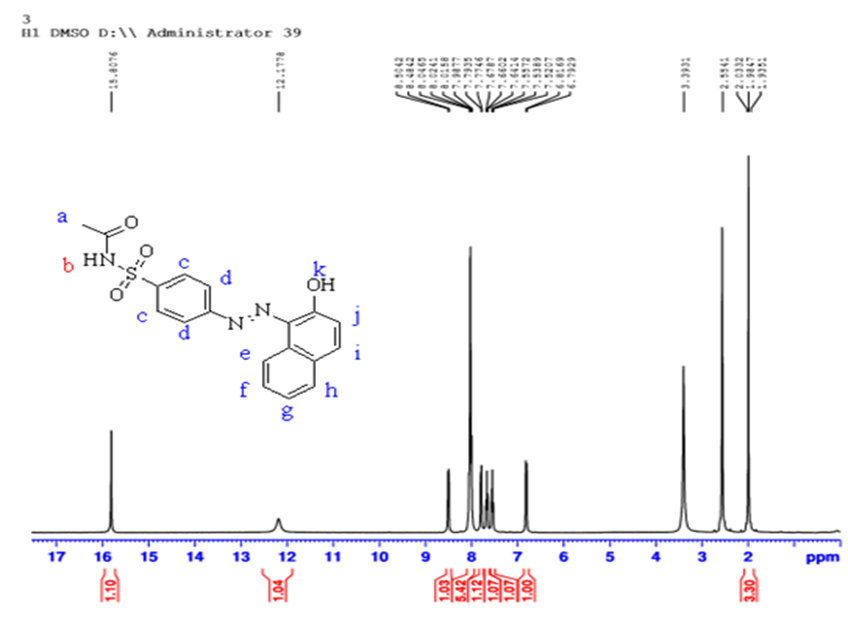 3
H1 DMSO D:\\ Administrator 39
15.8076
12.1778
8.5042
8.4842
8.0465
8.0241
8.0158
7.9877
7.7935
7.7746
7.6787
7.6602
7.6414
7.5572
7.5389
7.5207
6.8169
6.7929
3.3931
2.5541
2.0332
1.9847
1.9351
a
O
b HN
S
O
O
c
d
c
d
N
N
k
OH
j
e
i
f
h
g
17 16 15 14 13 12 11 10 9 8 7 6 5 4 3 2 ppm
1.10
1.04
1.03
5.42
1.12
1.07
1.07
1.00
3.30